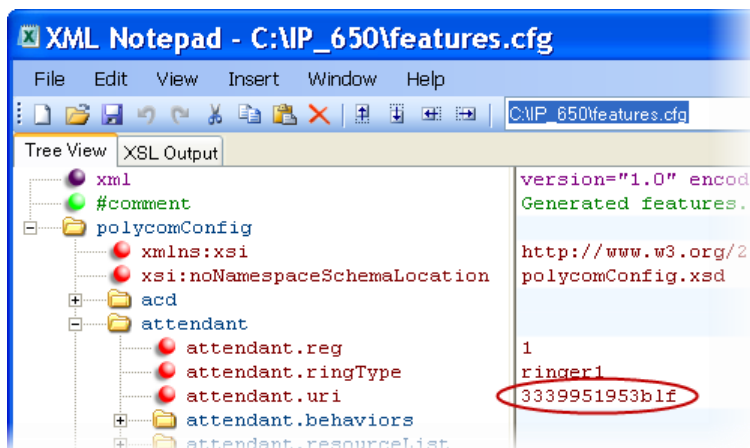 XML Notepad - C:\IP_650\features.cfg
File Edit View Insert Window Help
C:\IP_650\features.cfg
Tree View XSL Output
xml version="1.0" encod
#comment Generated features.
polycomConfig
xmlns:xsi http://www.w3.org/2
xsi:noNamespaceSchemaLocation polycomConfig.xsd
acd
attendant
attendant.reg 1
attendant.ringType ringer1
attendant.uri 3339951953blf
attendant.behaviors
attendant.resourceList